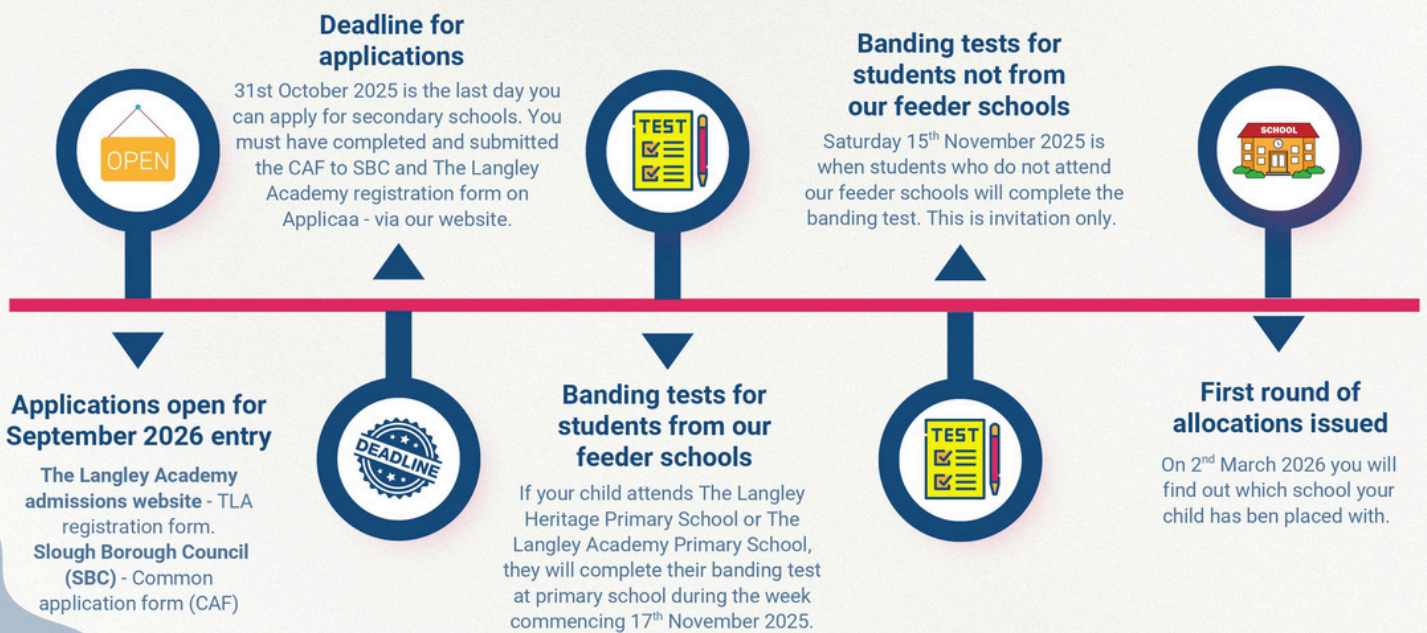 OPEN
Applications open for
September 2026 entry
The Langley Academy
admissions website - TLA
registration form.
Slough Borough Council
(SBC) - Common
application form (CAF)
Deadline for
applications
31st October 2025 is the last day you
can apply for secondary schools. You
must have completed and submitted
the CAF to SBC and The Langley
Academy registration form on
Applicaa - via our website.
DEADLINE
TEST
Banding tests for
students from our
feeder schools
If your child attends The Langley
Heritage Primary School or The
Langley Academy Primary School,
they will complete their banding test
at primary school during the week
commencing 17th November 2025.
Banding tests for
students not from
our feeder schools
Saturday 15th November 2025 is
when students who do not attend
our feeder schools will complete the
banding test. This is invitation only.
TEST
SCHOOL
First round of
allocations issued
On 2nd March 2026 you will
find out which school your
child has ben placed with.